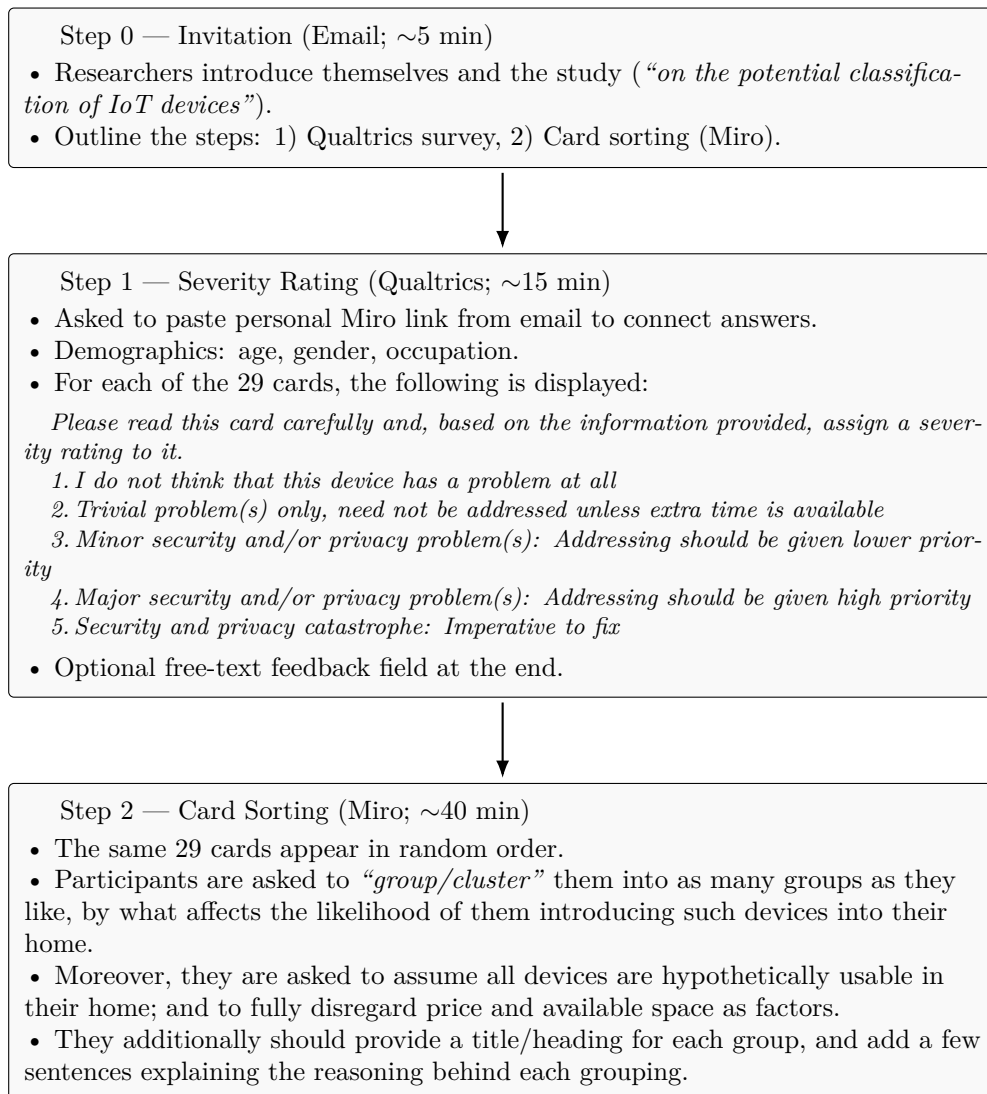 Step 0 — Invitation (Email; ~5 min)
• Researchers introduce themselves and the study (“on the potential classifica-
tion of IoT devices”).
• Outline the steps: 1) Qualtrics survey, 2) Card sorting (Miro).
Step 1 — Severity Rating (Qualtrics; ~15 min)
• Asked to paste personal Miro link from email to connect answers.
• Demographics: age, gender, occupation.
• For each of the 29 cards, the following is displayed:
Please read this card carefully and, based on the information provided, assign a sever-
ity rating to it.
1. I do not think that this device has a problem at all
2. Trivial problem(s) only, need not be addressed unless extra time is available
3. Minor security and/or privacy problem(s): Addressing should be given lower prior-
ity
4. Major security and/or privacy problem(s): Addressing should be given high priority
5. Security and privacy catastrophe: Imperative to fix
• Optional free-text feedback field at the end.
Step 2 — Card Sorting (Miro; ~40 min)
• The same 29 cards appear in random order.
• Participants are asked to “group/cluster” them into as many groups as they
like, by what affects the likelihood of them introducing such devices into their
home.
• Moreover, they are asked to assume all devices are hypothetically usable in
their home; and to fully disregard price and available space as factors.
• They additionally should provide a title/heading for each group, and add a few
sentences explaining the reasoning behind each grouping.